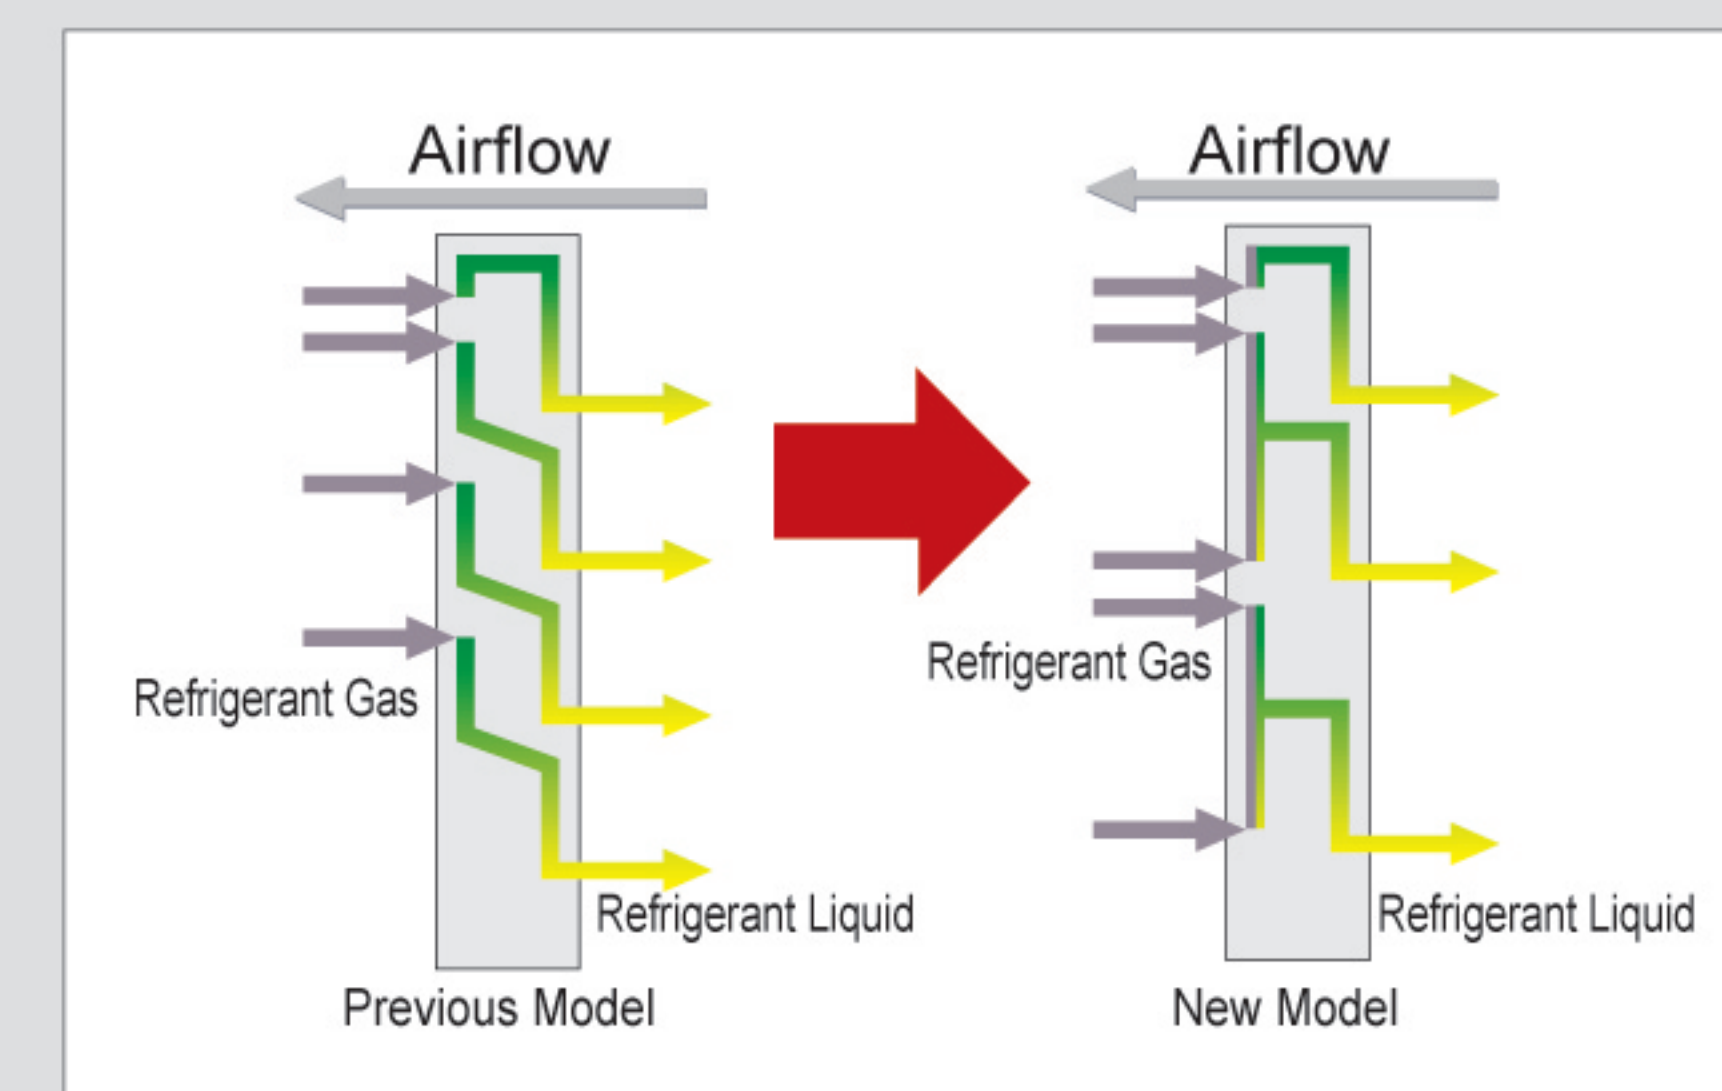 Airflow
Airflow
Refrigerant Gas
Refrigerant Gas
Refrigerant Liquid
Refrigerant Liquid
Previous Model
New Model